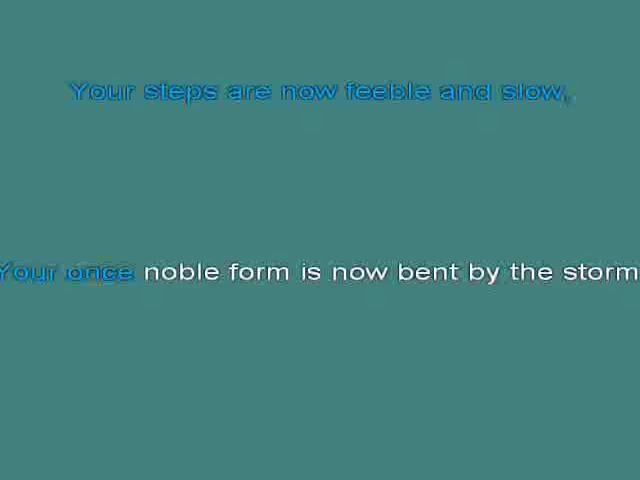 Your steps are now feeble and slow,
Your once noble form is now bent by the storm